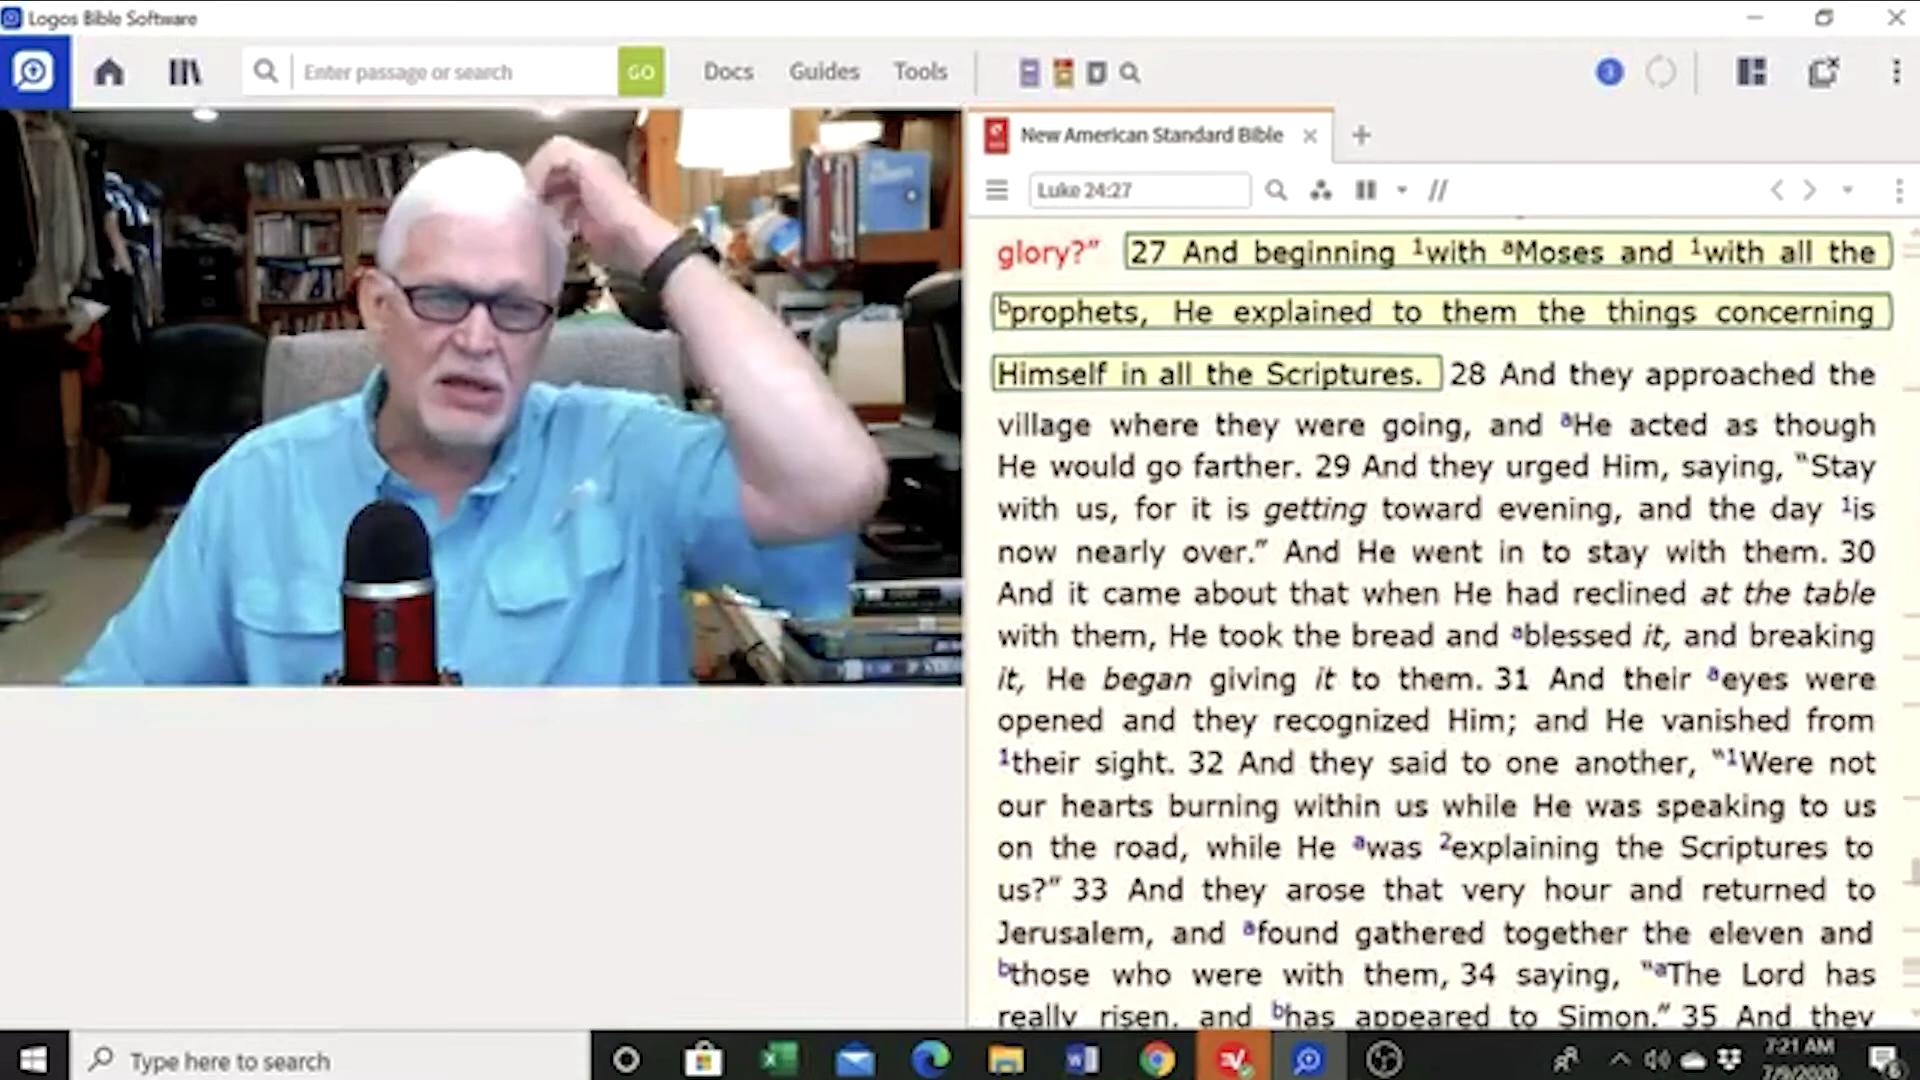 Logos Bible Software
Enter passage or search
GO
Docs
Guides
Tools
New American Standard Bible
Luke 24:27
glory?” 27 And beginning 1with aMoses and 1with all the
bprophets, He explained to them the things concerning
Himself in all the Scriptures. 28 And they approached the
village where they were going, and aHe acted as though
He would go farther. 29 And they urged Him, saying, “Stay
with us, for it is getting toward evening, and the day 1is
now nearly over.” And He went in to stay with them. 30
And it came about that when He had reclined at the table
with them, He took the bread and ablessed it, and breaking
it, He began giving it to them. 31 And their aeyes were
opened and they recognized Him; and He vanished from
1their sight. 32 And they said to one another, “1Were not
our hearts burning within us while He was speaking to us
on the road, while He awas 2explaining the Scriptures to
us?” 33 And they arose that very hour and returned to
Jerusalem, and afound gathered together the eleven and
bthose who were with them, 34 saying, “aThe Lord has
really risen, and bhas appeared to Simon.” 35 And they
Type here to search
7:21 AM
7/9/2020